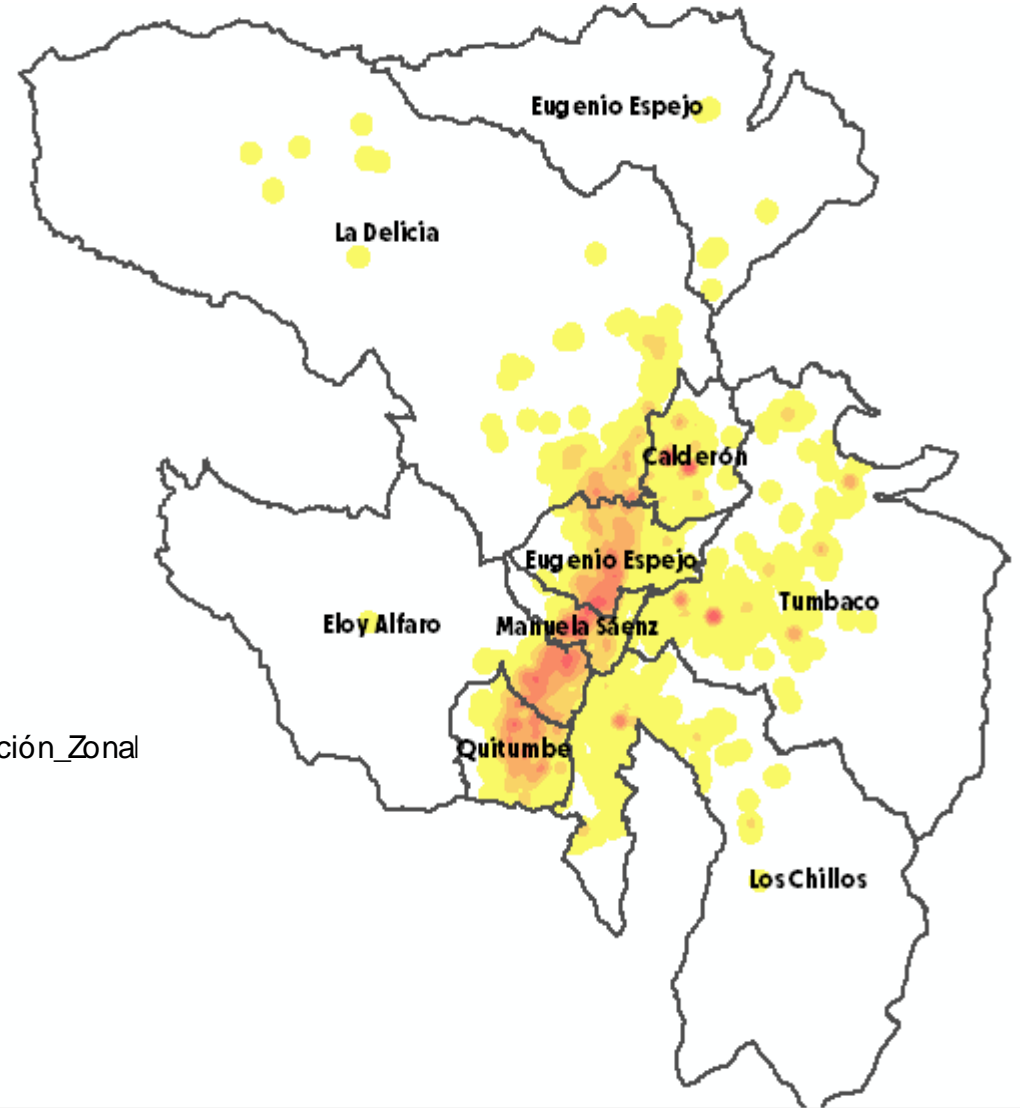 Eugenio Espejo
La Delicia
Calderón
Eugenio Espejo
Tumbaco
Eloy Alfaro
Manuela Sáenz
ción_Zonal
Quitumbe
Los Chillos